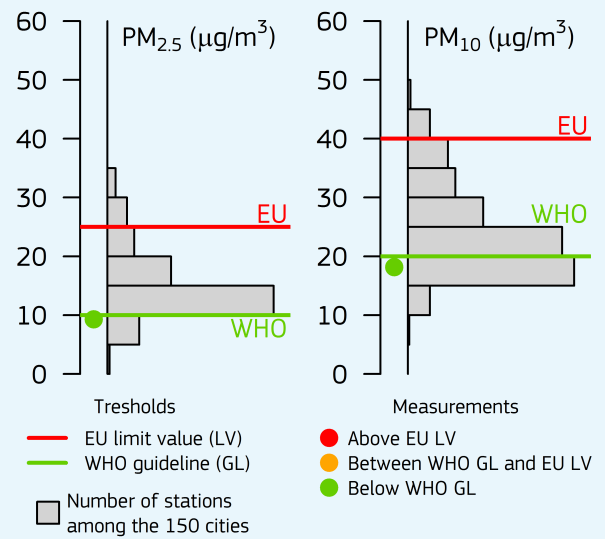 PM2.5 (µg/m³)
60
50
40
30
20
10
0
EU
WHO
PM10 (µg/m³)
60
50
40
30
20
10
0
EU
WHO
Tresholds
EU limit value (LV)
WHO guideline (GL)
Number of stations
among the 150 cities
Measurements
Above EU LV
Between WHO GL and EU LV
Below WHO GL